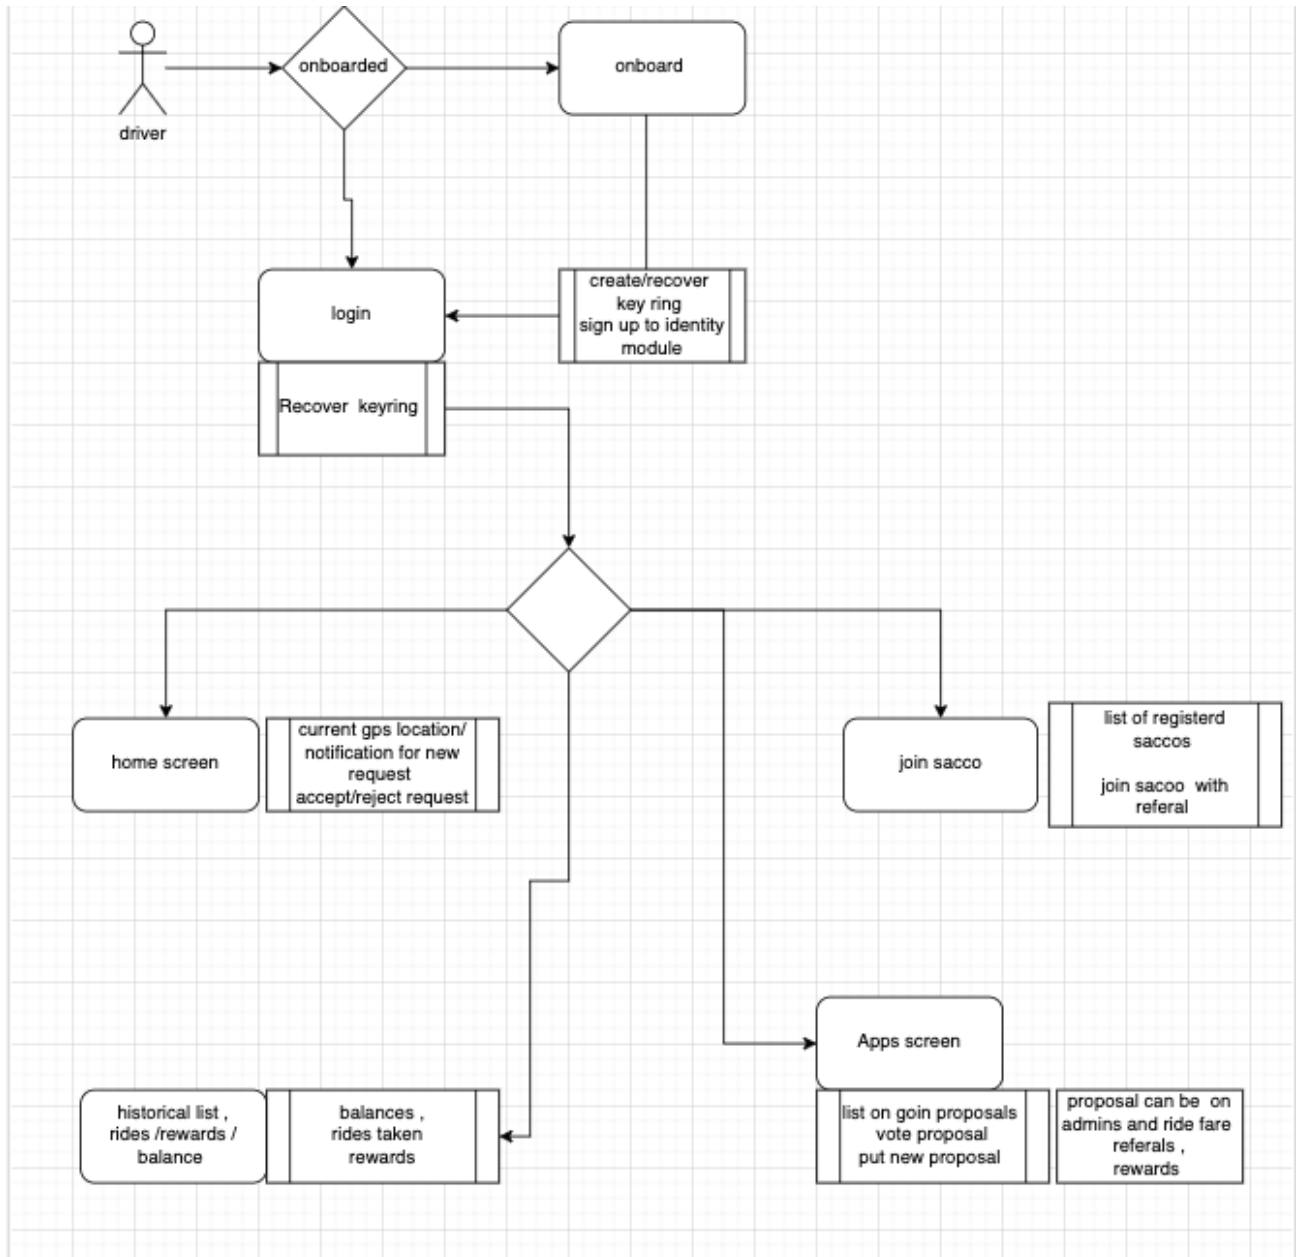 onboarded
onboard
driver
login
create/recover
key ring
sign up to identity
module
Recover keyring
home screen
current gps location/
notification for new
request
accept/reject request
join sacco
list of registerd
saccos
join sacoo with
referal
Apps screen
historical list ,
rides /rewards /
balance
balances ,
rides taken
rewards
list on goin proposals
vote proposal
put new proposal
proposal can be on
admins and ride fare
referals ,
rewards